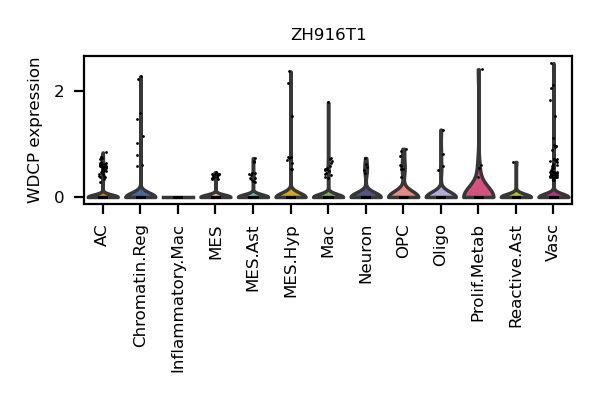 ZH916T1
WDCP expression
2
0
AC
Chromatin.Reg
Inflammatory.Mac
MES
MES.Ast
MES.Hyp
Mac
Neuron
OPC
Oligo
Prolif.Metab
Reactive.Ast
Vasc